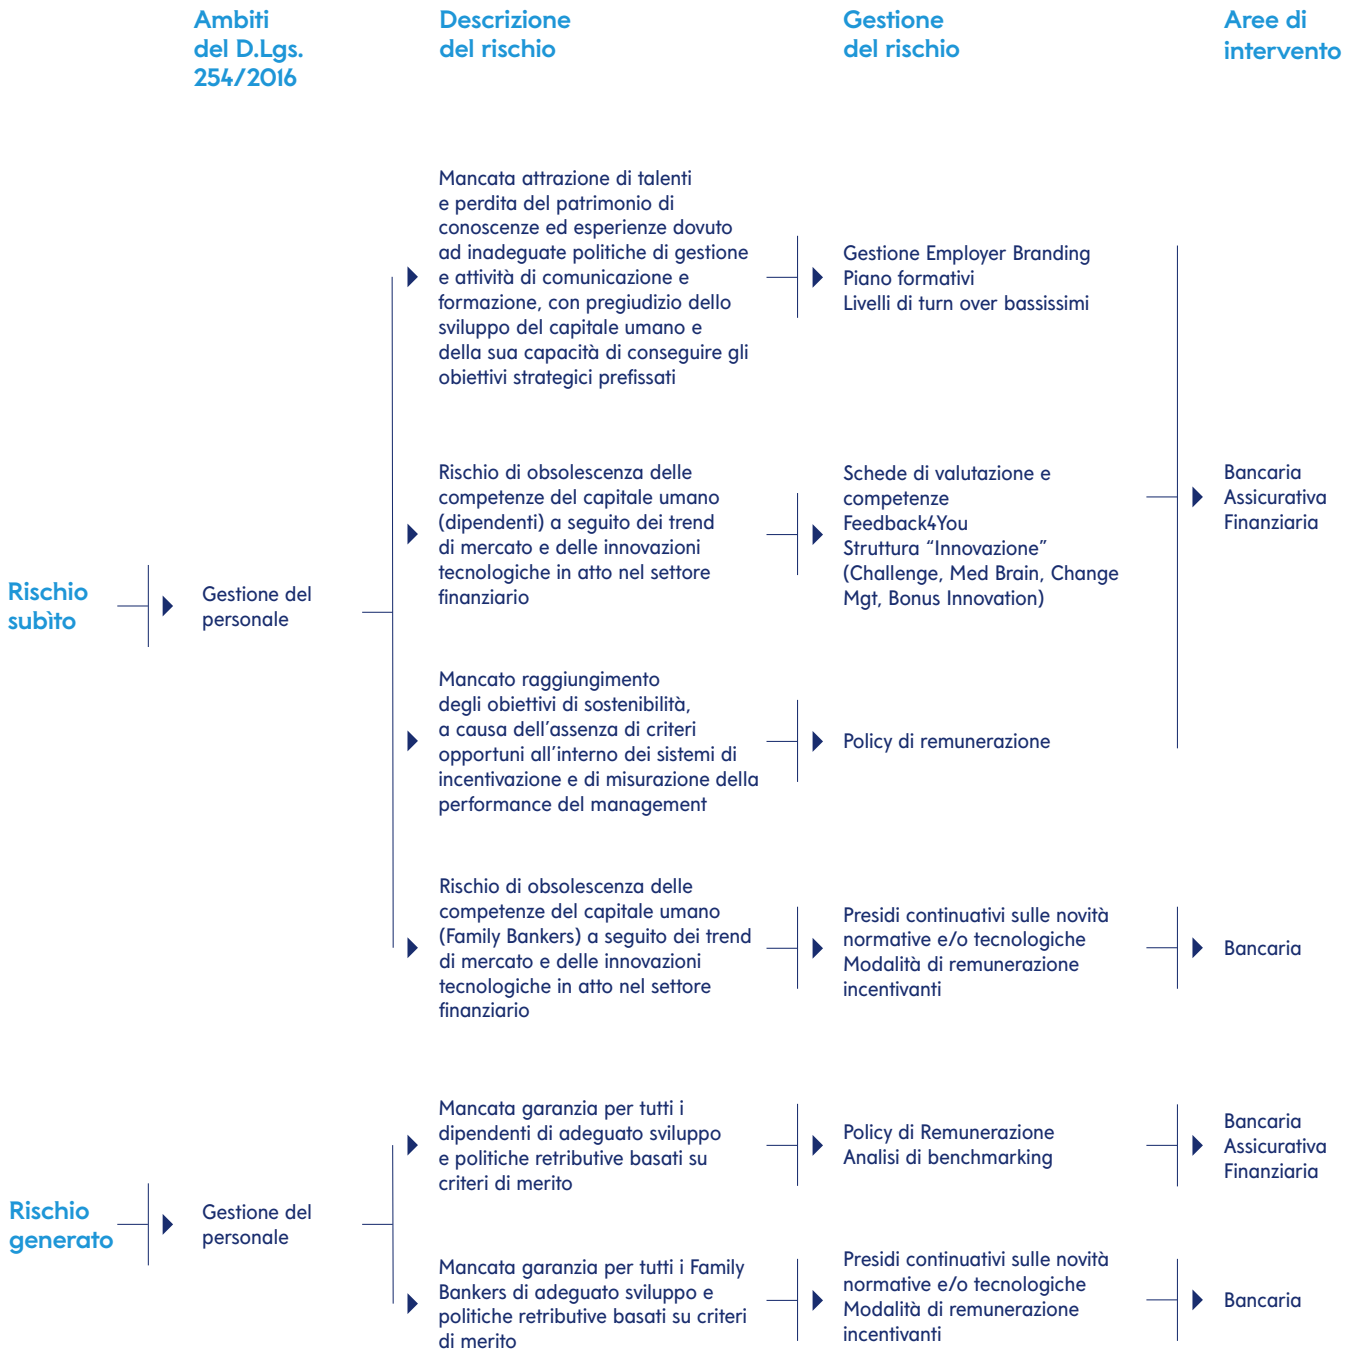 Ambiti
del D.Lgs.
254/2016
Descrizione
del rischio
Gestione
del rischio
Aree di
intervento
Rischio
subìto
Gestione del
personale
Mancata attrazione di talenti
e perdita del patrimonio di
conoscenze ed esperienze dovuto
ad inadeguate politiche di gestione
e attività di comunicazione e
formazione, con pregiudizio dello
sviluppo del capitale umano e
della sua capacità di conseguire gli
obiettivi strategici prefissati
Gestione Employer Branding
Piano formativi
Livelli di turn over bassissimi
Rischio di obsolescenza delle
competenze del capitale umano
(dipendenti) a seguito dei trend
di mercato e delle innovazioni
tecnologiche in atto nel settore
finanziario
Schede di valutazione e
competenze
Feedback4You
Struttura “Innovazione”
(Challenge, Med Brain, Change
Mgt, Bonus Innovation)
Mancato raggiungimento
degli obiettivi di sostenibilità,
a causa dell’assenza di criteri
opportuni all’interno dei sistemi di
incentivazione e di misurazione della
performance del management
Policy di remunerazione
Bancaria
Assicurativa
Finanziaria
Rischio di obsolescenza delle
competenze del capitale umano
(Family Bankers) a seguito dei trend
di mercato e delle innovazioni
tecnologiche in atto nel settore
finanziario
Presidi continuativi sulle novità
normative e/o tecnologiche
Modalità di remunerazione
incentivanti
Bancaria
Rischio
generato
Gestione del
personale
Mancata garanzia per tutti i
dipendenti di adeguato sviluppo
e politiche retributive basati su
criteri di merito
Policy di Remunerazione
Analisi di benchmarking
Bancaria
Assicurativa
Finanziaria
Mancata garanzia per tutti i Family
Bankers di adeguato sviluppo e
politiche retributive basati su criteri
di merito
Presidi continuativi sulle novità
normative e/o tecnologiche
Modalità di remunerazione
incentivanti
Bancaria